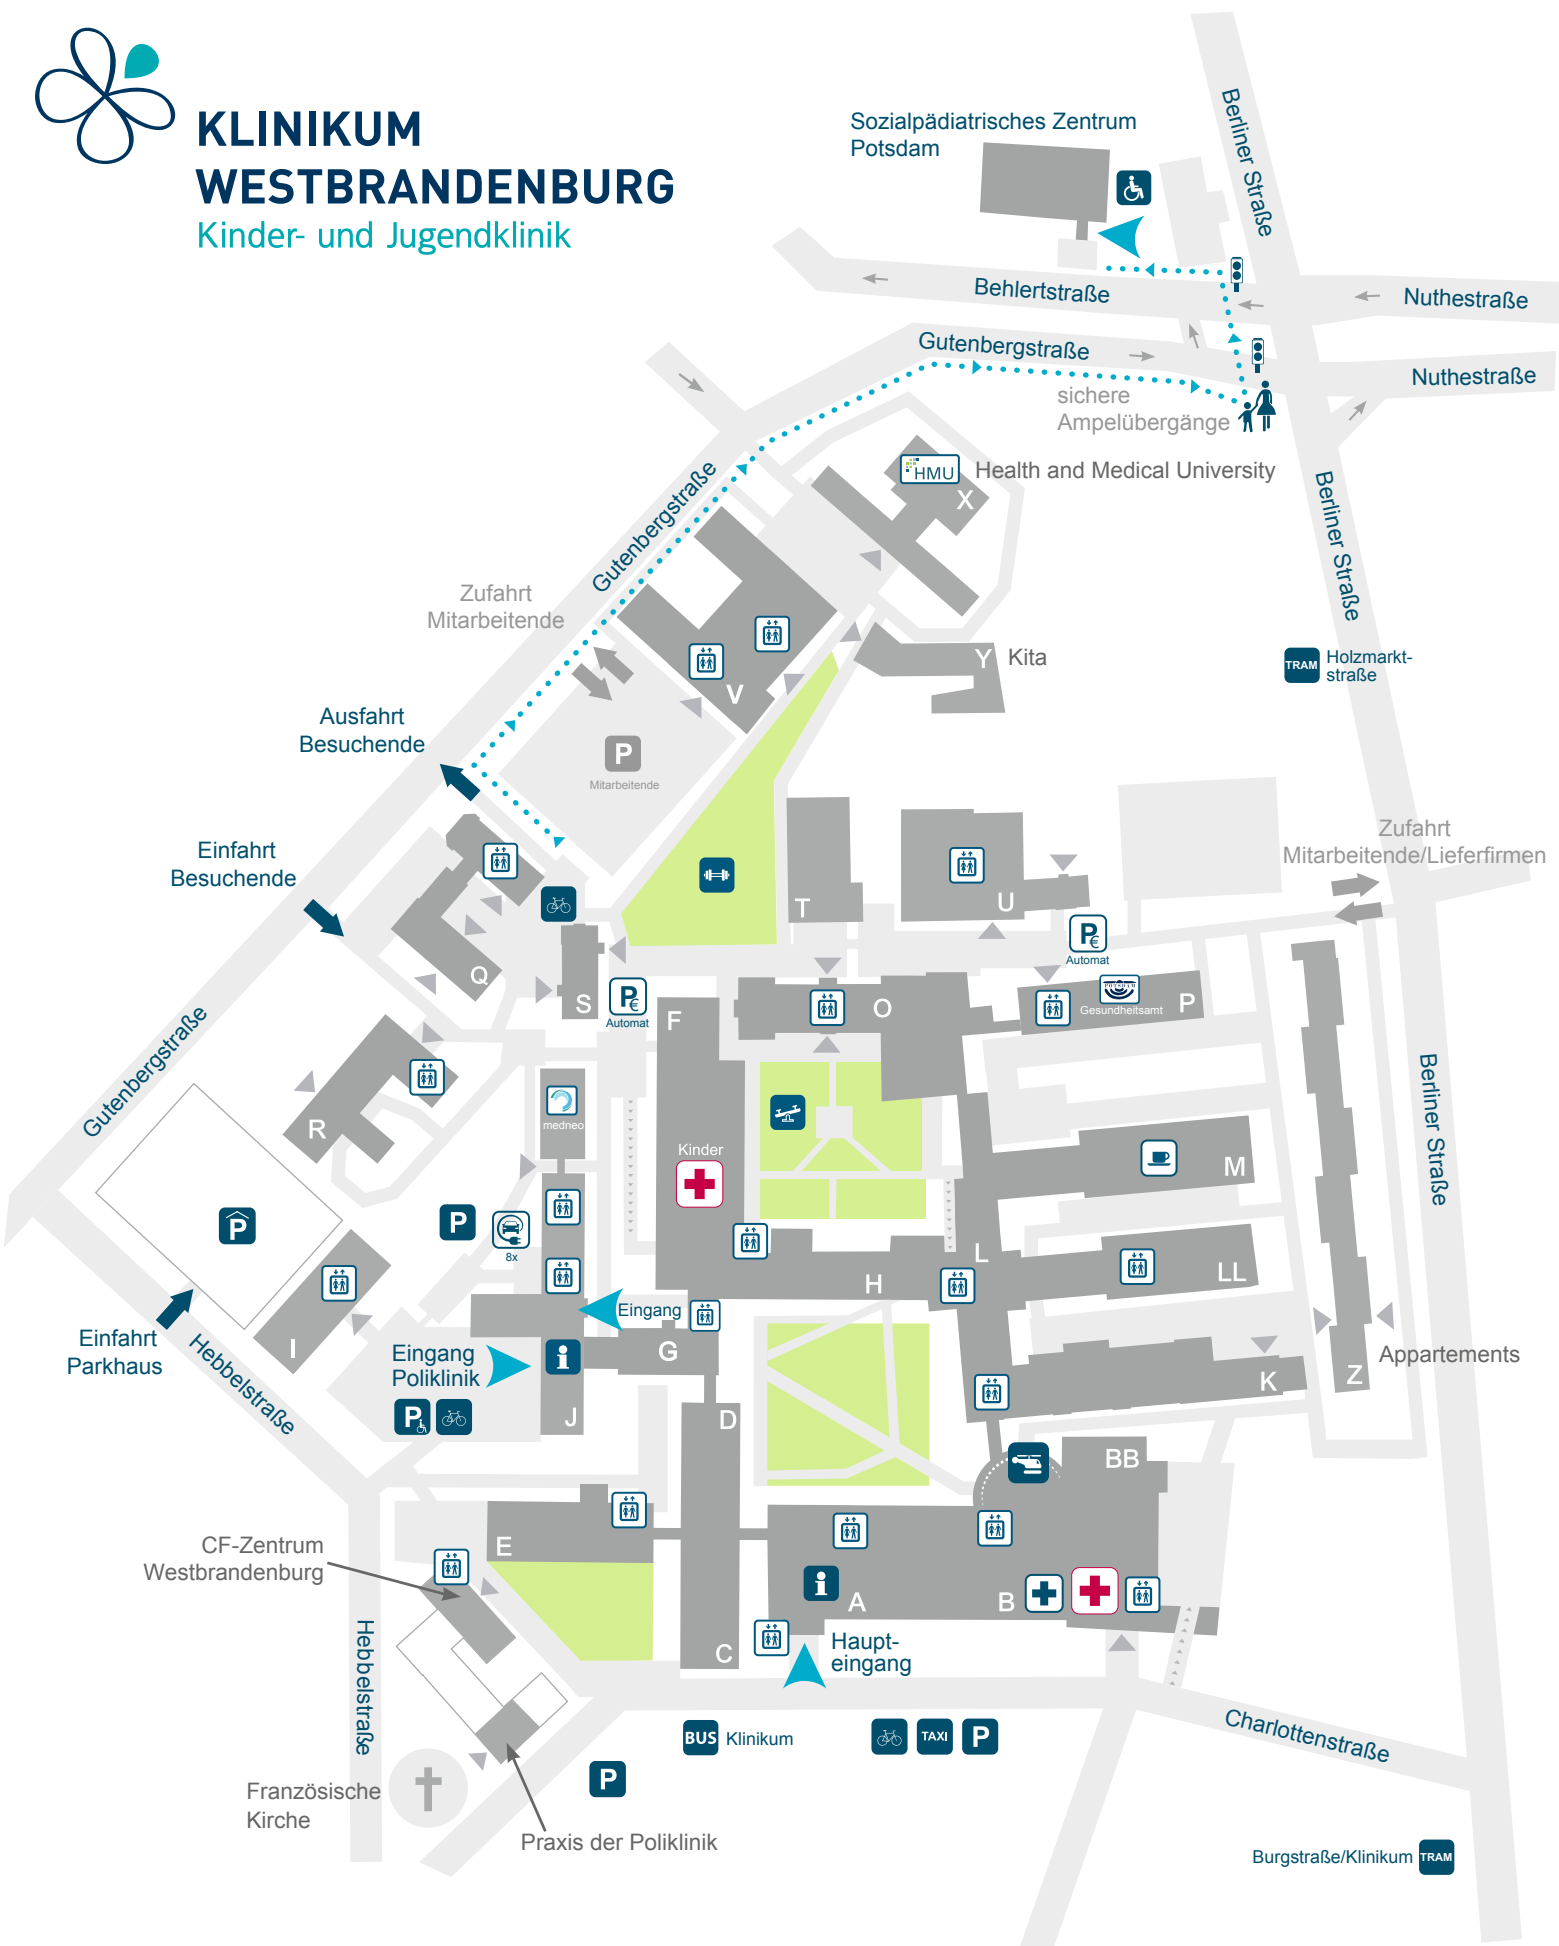 KLINIKUM
WESTBRANDENBURG
Kinder- und Jugendklinik
Sozialpädiatrisches Zentrum
Potsdam
Berliner Straße
Behlertstraße
Nuthestraße
Gutenbergstraße
Nuthestraße
sichere
Ampelübergänge
HMU
Health and Medical University
X
Gutenbergstraße
Berliner Straße
Zufahrt
Mitarbeitende
Y
Kita
TRAM
Holzmarkt-
straße
V
Ausfahrt
Besuchende
P
Mitarbeitende
Zufahrt
Mitarbeitende/Lieferfirmen
Einfahrt
Besuchende
T
U
P€
Automat
Q
S
P€
Automat
F
O
POTSDAM
Gesundheitsamt
P
Gutenbergstraße
Berliner Straße
R
medneo
Kinder
M
P
P
8x
L
LL
H
Eingang
Einfahrt
Parkhaus
I
Hebbelstraße
Eingang
Poliklinik
i
G
P
J
D
K
Z
Appartements
BB
E
CF-Zentrum
Westbrandenburg
i
A
B
C
Haupt-
eingang
Hebbelstraße
BUS
Klinikum
TAXI
P
Charlottenstraße
P
Französische
Kirche
Praxis der Poliklinik
Burgstraße/Klinikum
TRAM